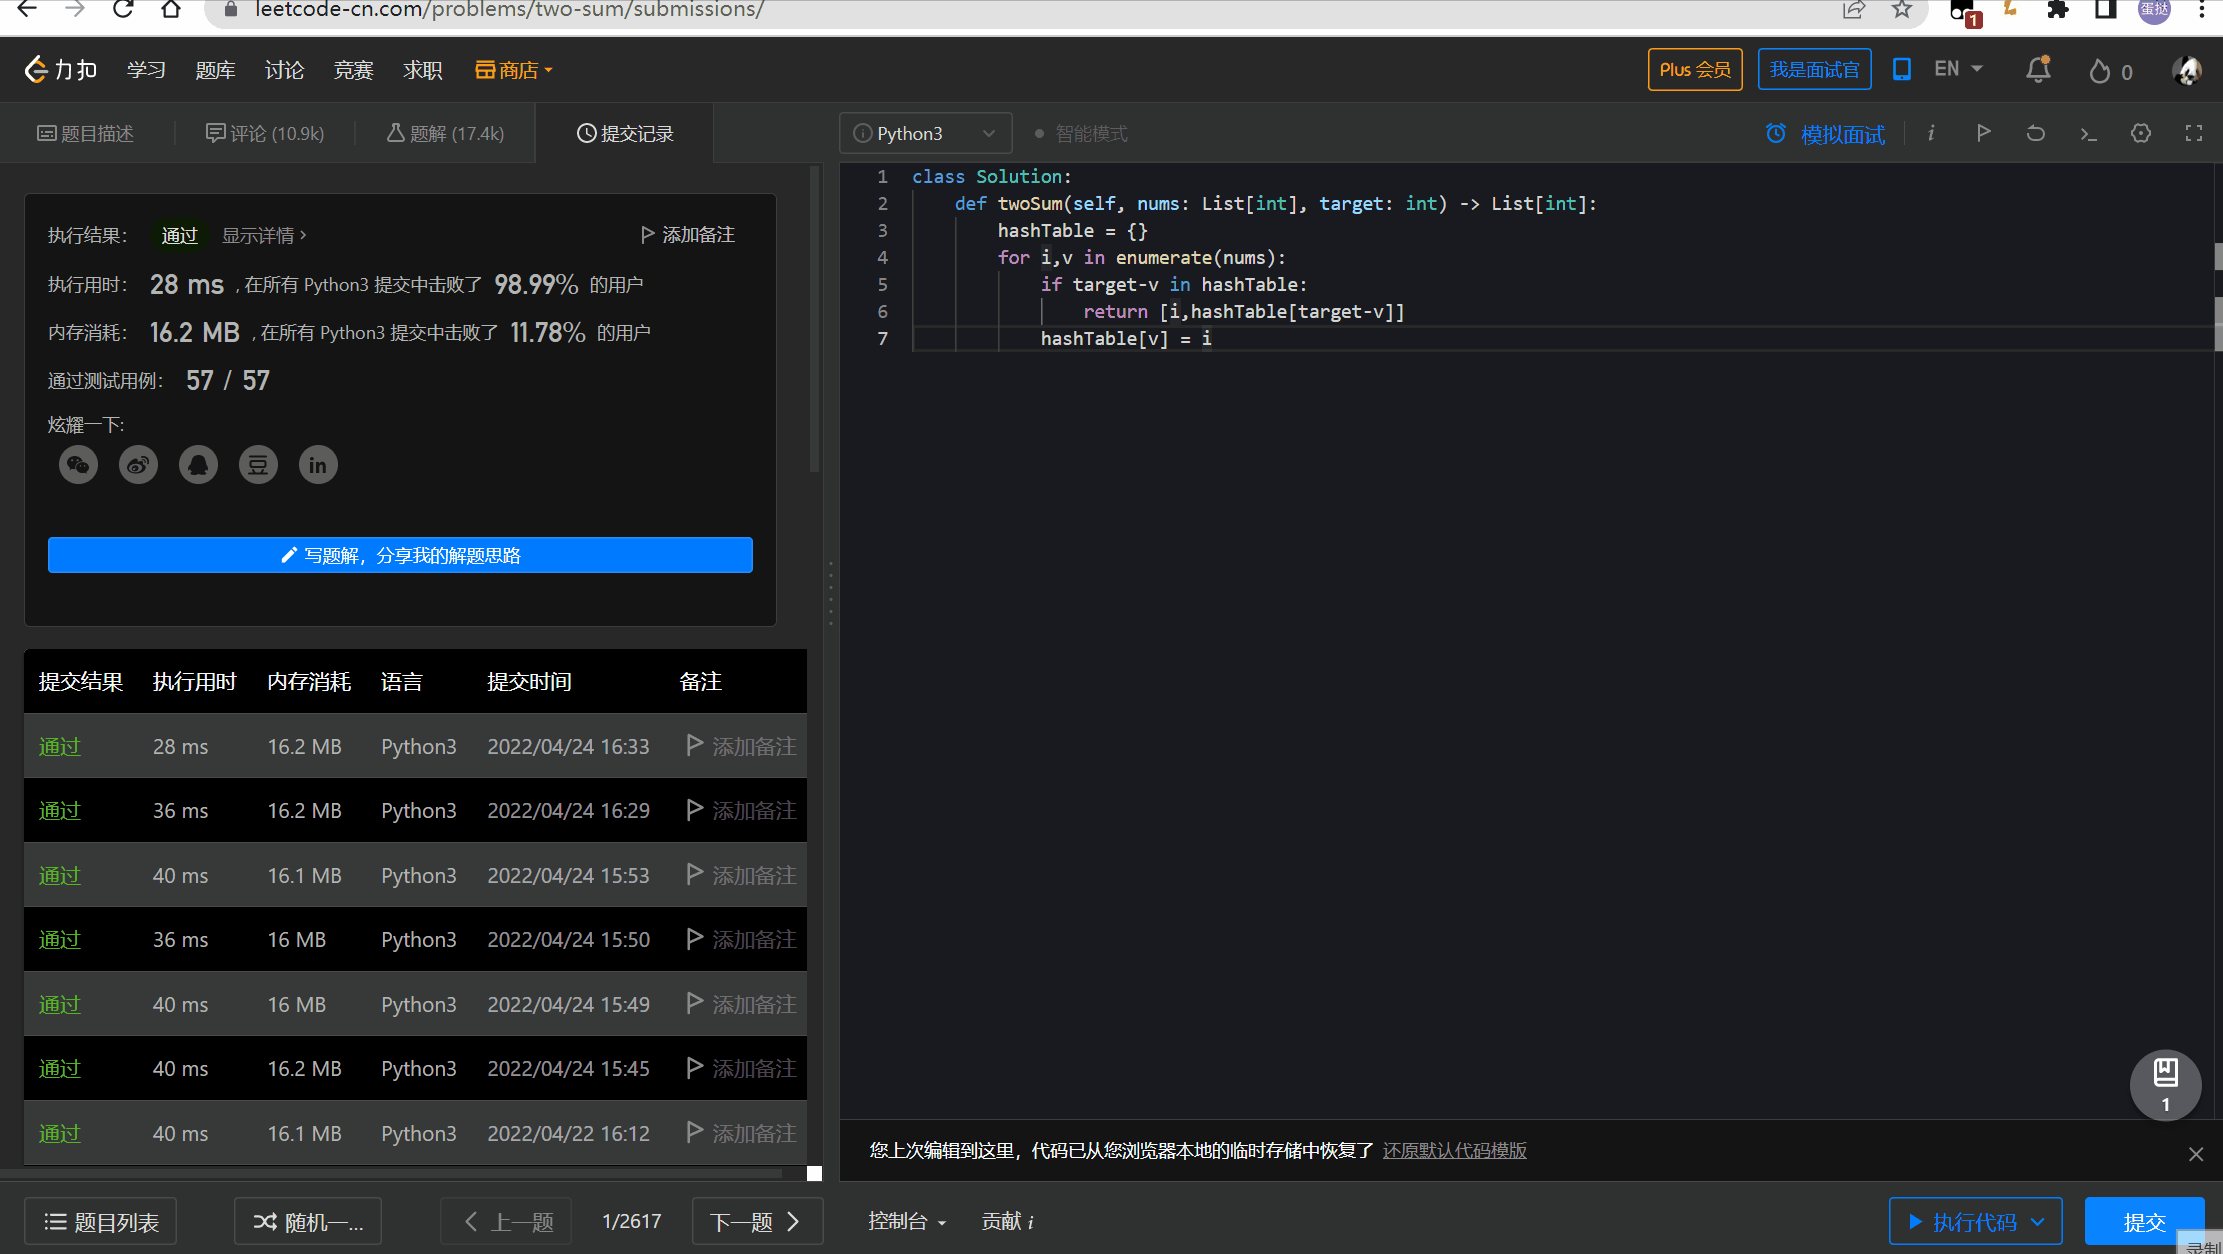 leetcode-cn.com/problems/two-sum/submissions/
1
蛋挞
力扣 学习 题库 讨论 竞赛 求职 商店
Plus 会员 我是面试官 EN 0
题目描述 评论 (10.9k) 题解 (17.4k) 提交记录
Python3 智能模式 模拟面试 i
执行结果： 通过 显示详情 > 添加备注
执行用时： 28 ms , 在所有 Python3 提交中击败了 98.99% 的用户
内存消耗： 16.2 MB , 在所有 Python3 提交中击败了 11.78% 的用户
通过测试用例： 57 / 57
炫耀一下:
豆 in
写题解，分享我的解题思路
提交结果 执行用时 内存消耗 语言 提交时间 备注
通过 28 ms 16.2 MB Python3 2022/04/24 16:33 添加备注
通过 36 ms 16.2 MB Python3 2022/04/24 16:29 添加备注
通过 40 ms 16.1 MB Python3 2022/04/24 15:53 添加备注
通过 36 ms 16 MB Python3 2022/04/24 15:50 添加备注
通过 40 ms 16 MB Python3 2022/04/24 15:49 添加备注
通过 40 ms 16.2 MB Python3 2022/04/24 15:45 添加备注
通过 40 ms 16.1 MB Python3 2022/04/22 16:12 添加备注
1 class Solution:
2 def twoSum(self, nums: List[int], target: int) -> List[int]:
3 hashTable = {}
4 for i,v in enumerate(nums):
5 if target-v in hashTable:
6 return [i,hashTable[target-v]]
7 hashTable[v] = i
1
您上次编辑到这里，代码已从您浏览器本地的临时存储中恢复了 还原默认代码模版
题目列表 随机一... 上一题 1/2617 下一题 控制台 贡献 i 执行代码 提交
录制